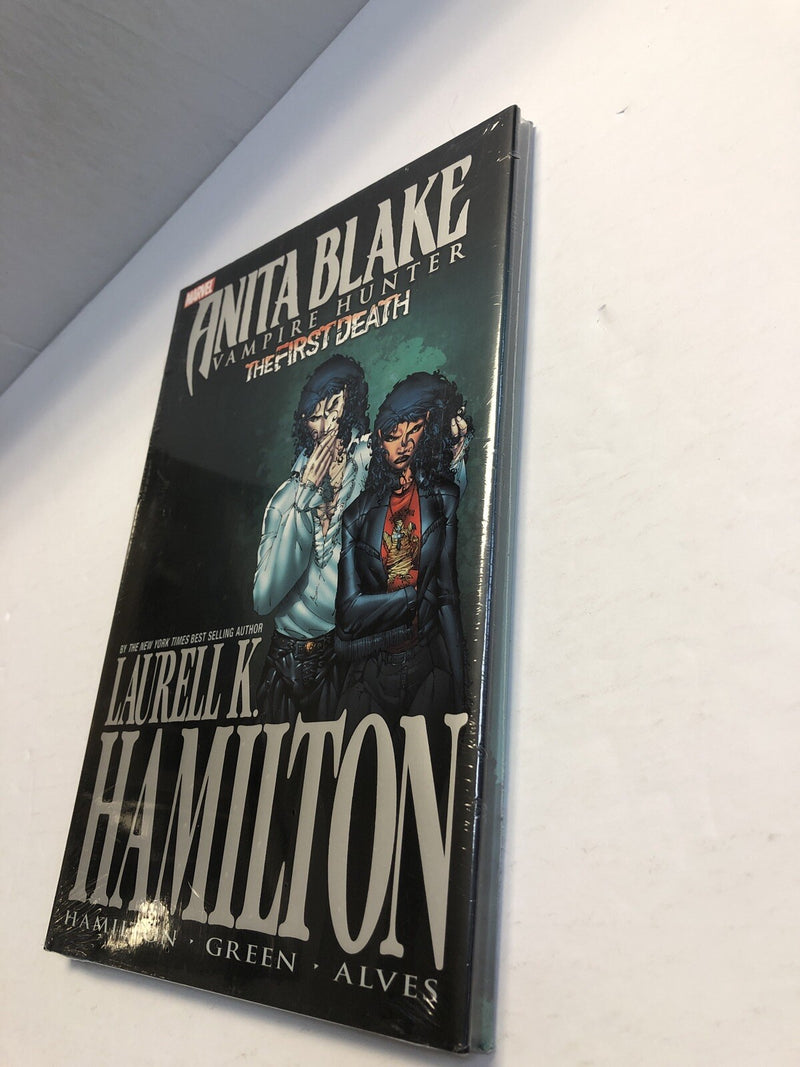 MARVEL
ANITA BLAKE
VAMPIRE HUNTER
THE FIRST DEATH
BY THE NEW YORK TIMES BEST SELLING AUTHOR
LAURELL K.
HAMILTON
HAMILTON · GREEN · ALVES